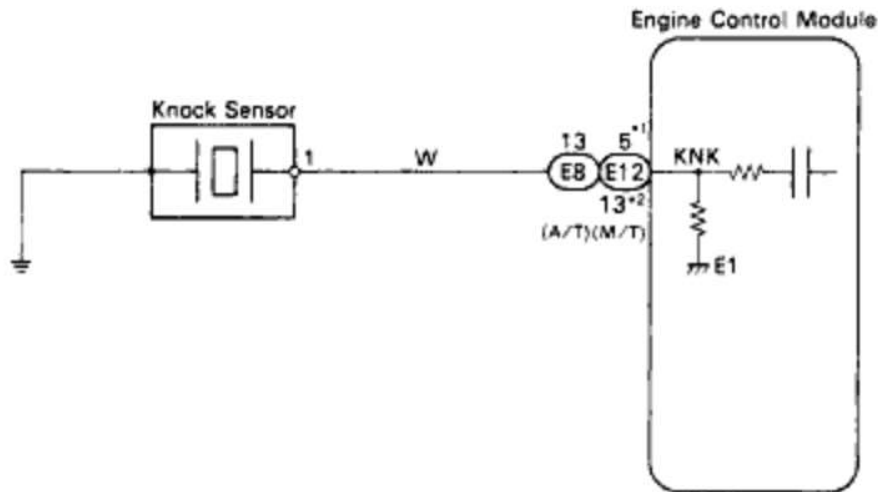 Engine Control Module
Knock Sensor
1
W
13
5*1
E8
E12
KNK
13*2
(A/T)(M/T)
E1